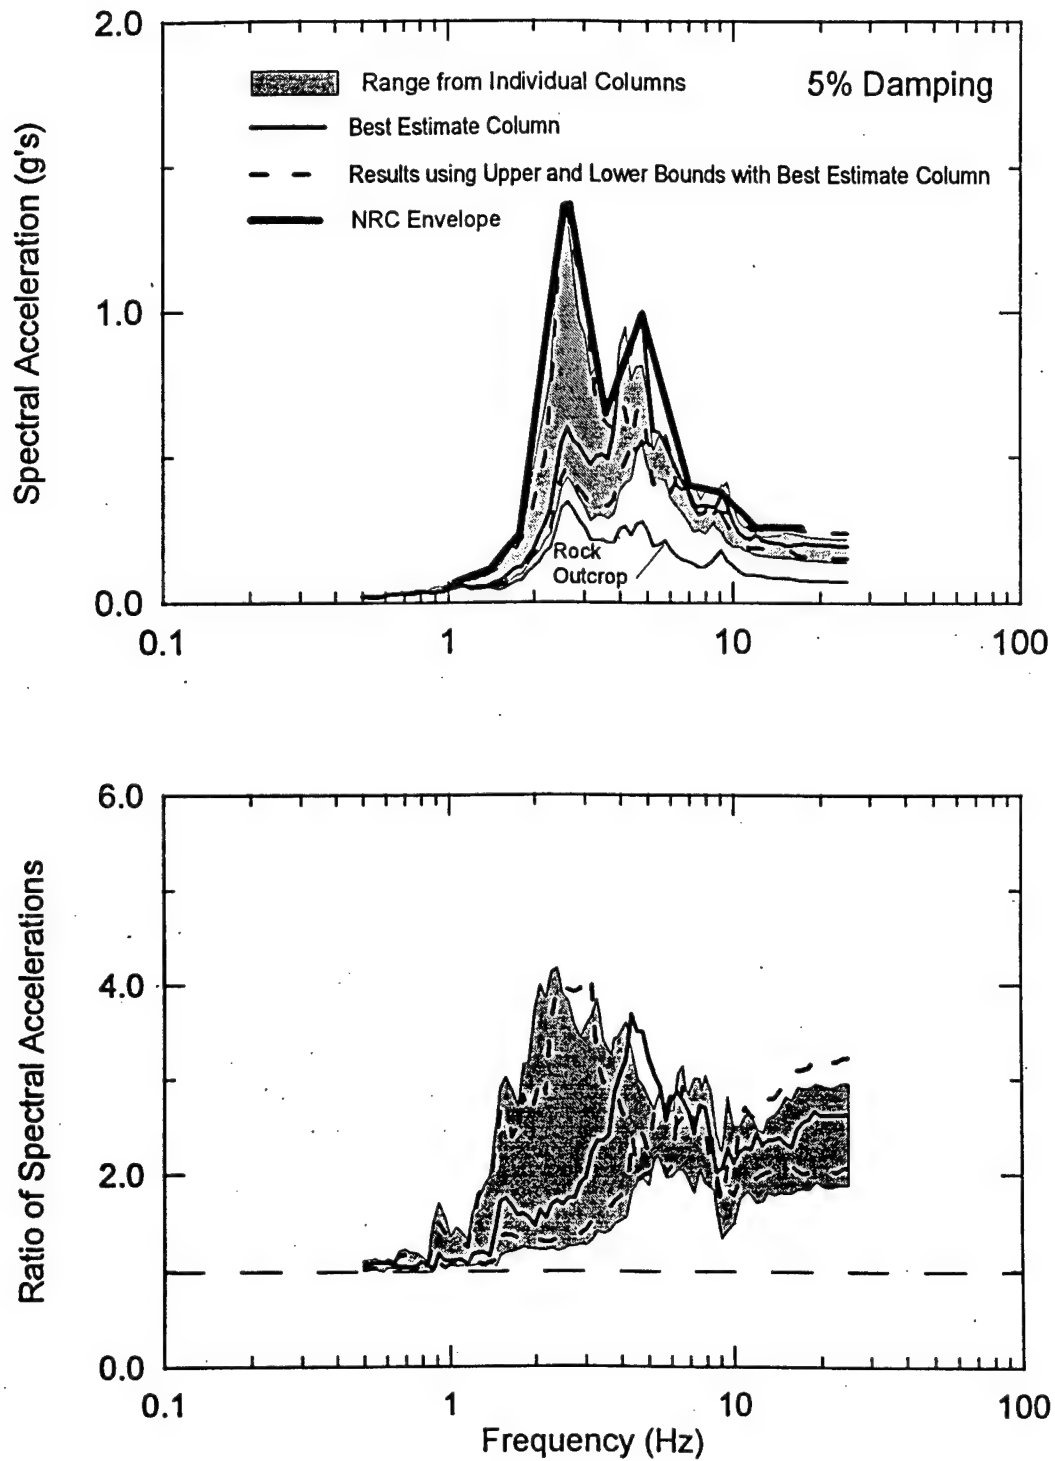 2.0
Range from Individual Columns
5% Damping
Best Estimate Column
Results using Upper and Lower Bounds with Best Estimate Column
NRC Envelope
Spectral Acceleration (g's)
1.0
Rock
Outcrop
0.0
0.1 1 10 100
6.0
Ratio of Spectral Accelerations
4.0
2.0
0.0
0.1 1 10 100
Frequency (Hz)